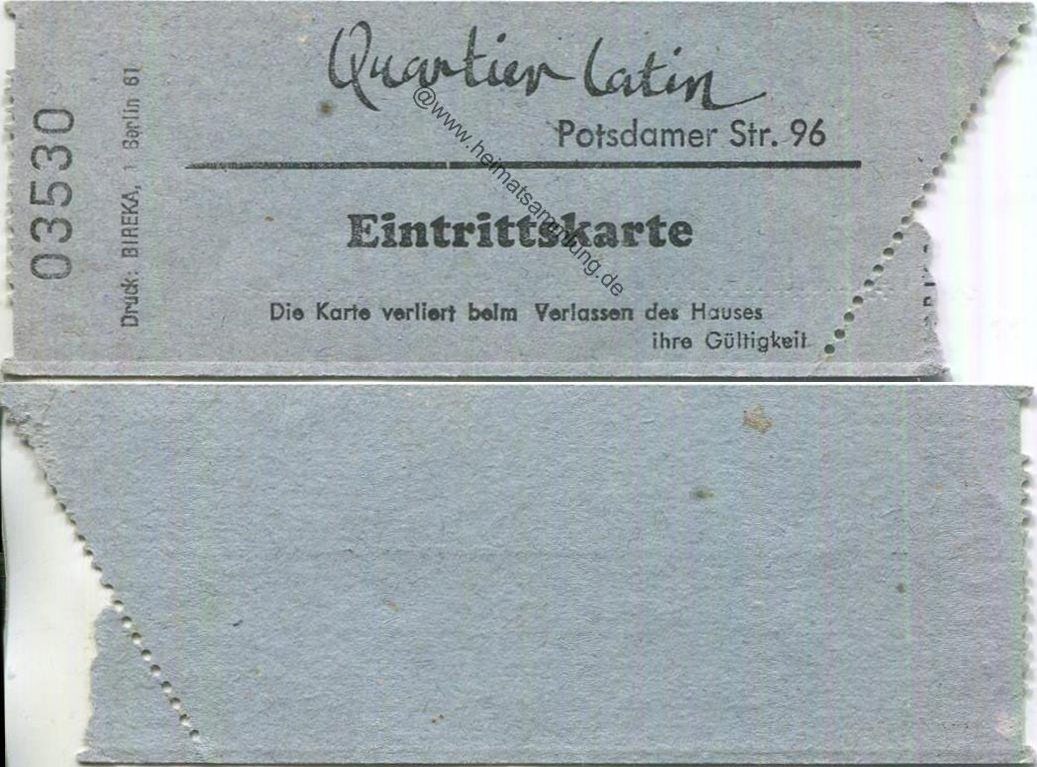 Quartier Latin
Potsdamer Str. 96
Eintrittskarte
Die Karte verliert beim Verlassen des Hauses
ihre Gültigkeit
03530
Druck: BIREKA, 1 Berlin 61
@www.heimatsammlung.de